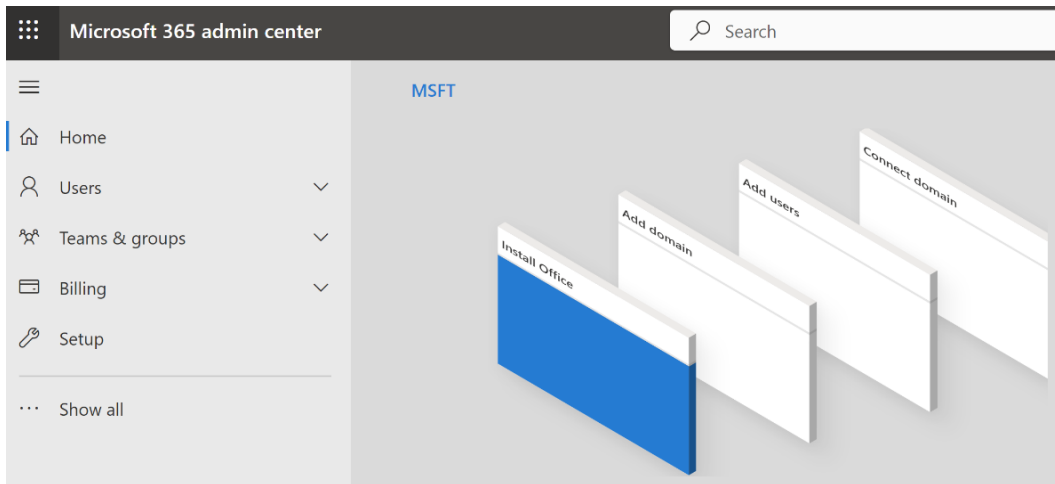 Microsoft 365 admin center
Search
MSFT
Home
Users
Teams & groups
Billing
Setup
Show all
Install Office
Add domain
Add users
Connect domain